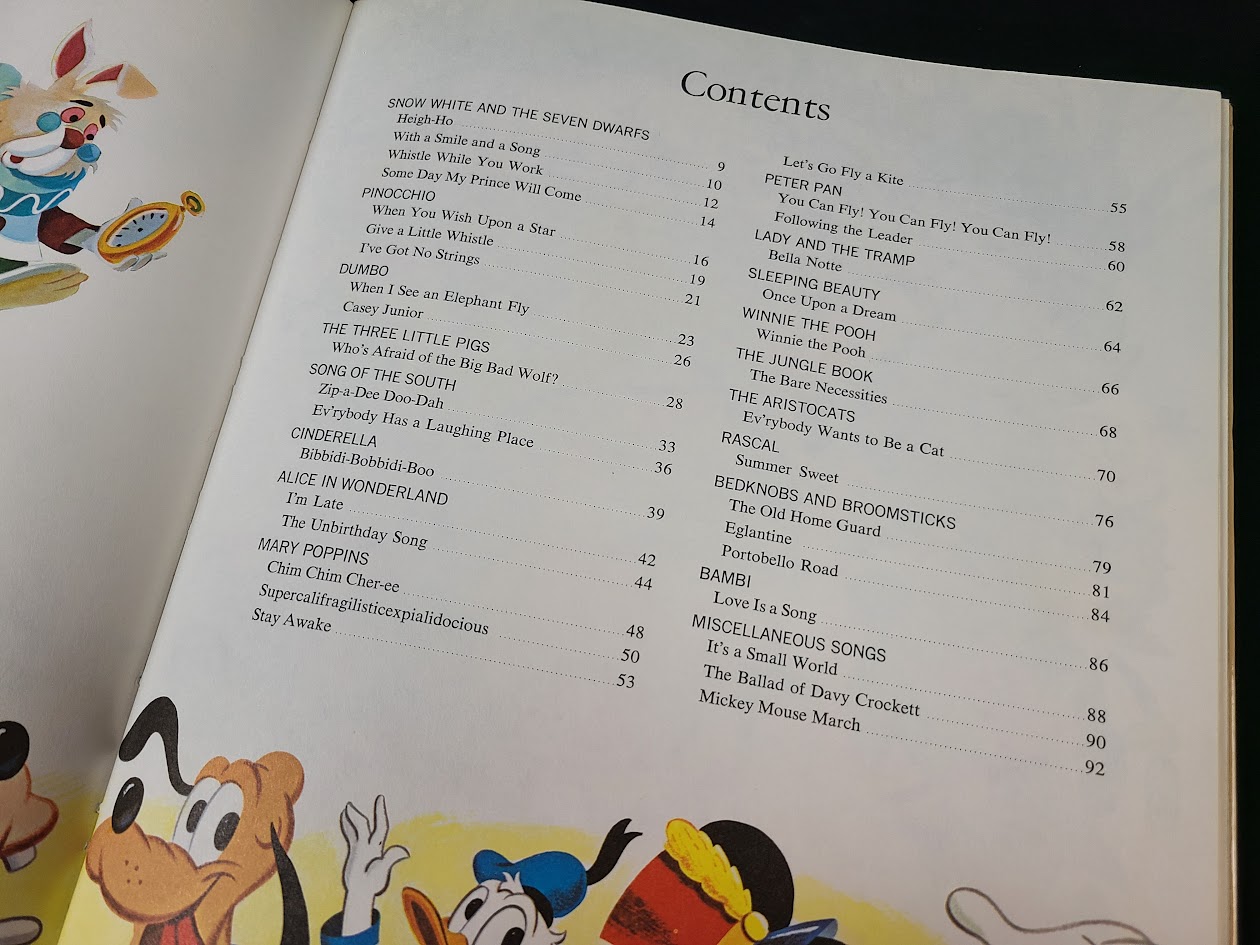 Contents
SNOW WHITE AND THE SEVEN DWARFS
Heigh-Ho 9
With a Smile and a Song 10
Whistle While You Work 12
Some Day My Prince Will Come 14
PINOCCHIO
When You Wish Upon a Star 16
Give a Little Whistle 19
I've Got No Strings 21
DUMBO
When I See an Elephant Fly 23
Casey Junior 26
THE THREE LITTLE PIGS
Who's Afraid of the Big Bad Wolf? 28
SONG OF THE SOUTH
Zip-a-Dee Doo-Dah 33
Ev'rybody Has a Laughing Place 36
CINDERELLA
Bibbidi-Bobbidi-Boo 39
ALICE IN WONDERLAND
I'm Late 42
The Unbirthday Song 44
MARY POPPINS
Chim Chim Cher-ee 48
Supercalifragilisticexpialidocious 50
Stay Awake 53
Let's Go Fly a Kite 55
PETER PAN
You Can Fly! You Can Fly! You Can Fly! 58
Following the Leader 60
LADY AND THE TRAMP
Bella Notte 62
SLEEPING BEAUTY
Once Upon a Dream 64
WINNIE THE POOH
Winnie the Pooh 66
THE JUNGLE BOOK
The Bare Necessities 68
THE ARISTOCATS
Ev'rybody Wants to Be a Cat 70
RASCAL
Summer Sweet 76
BEDKNOBS AND BROOMSTICKS
The Old Home Guard 79
Eglantine 81
Portobello Road 84
BAMBI
Love Is a Song 86
MISCELLANEOUS SONGS
It's a Small World 88
The Ballad of Davy Crockett 90
Mickey Mouse March 92